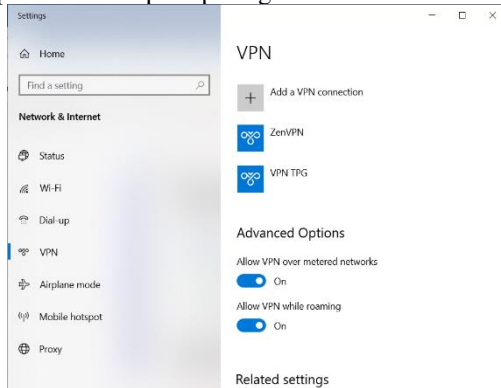 Settings
Home
Find a setting
Network & Internet
Status
Wi-Fi
Dial-up
VPN
Airplane mode
Mobile hotspot
Proxy
VPN
Add a VPN connection
ZenVPN
VPN TPG
Advanced Options
Allow VPN over metered networks
On
Allow VPN while roaming
On
Related settings